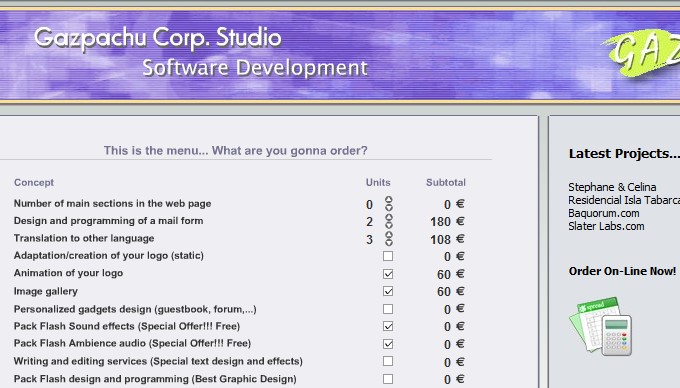 Gazpachu Corp. Studio
Software Development
GAZ
This is the menu... What are you gonna order?
Concept Units Subtotal
Number of main sections in the web page 0 0 €
Design and programming of a mail form 2 180 €
Translation to other language 3 108 €
Adaptation/creation of your logo (static) 0 €
Animation of your logo 60 €
Image gallery 60 €
Personalized gadgets design (guestbook, forum,...) 0 €
Pack Flash Sound effects (Special Offer!!! Free) 0 €
Pack Flash Ambience audio (Special Offer!!! Free) 0 €
Writing and editing services (Special text design and effects) 0 €
Pack Flash design and programming (Best Graphic Design) 0 €
Latest Projects...
Stephane & Celina
Residencial Isla Tabarca
Baquorum.com
Slater Labs.com
Order On-Line Now!
spread